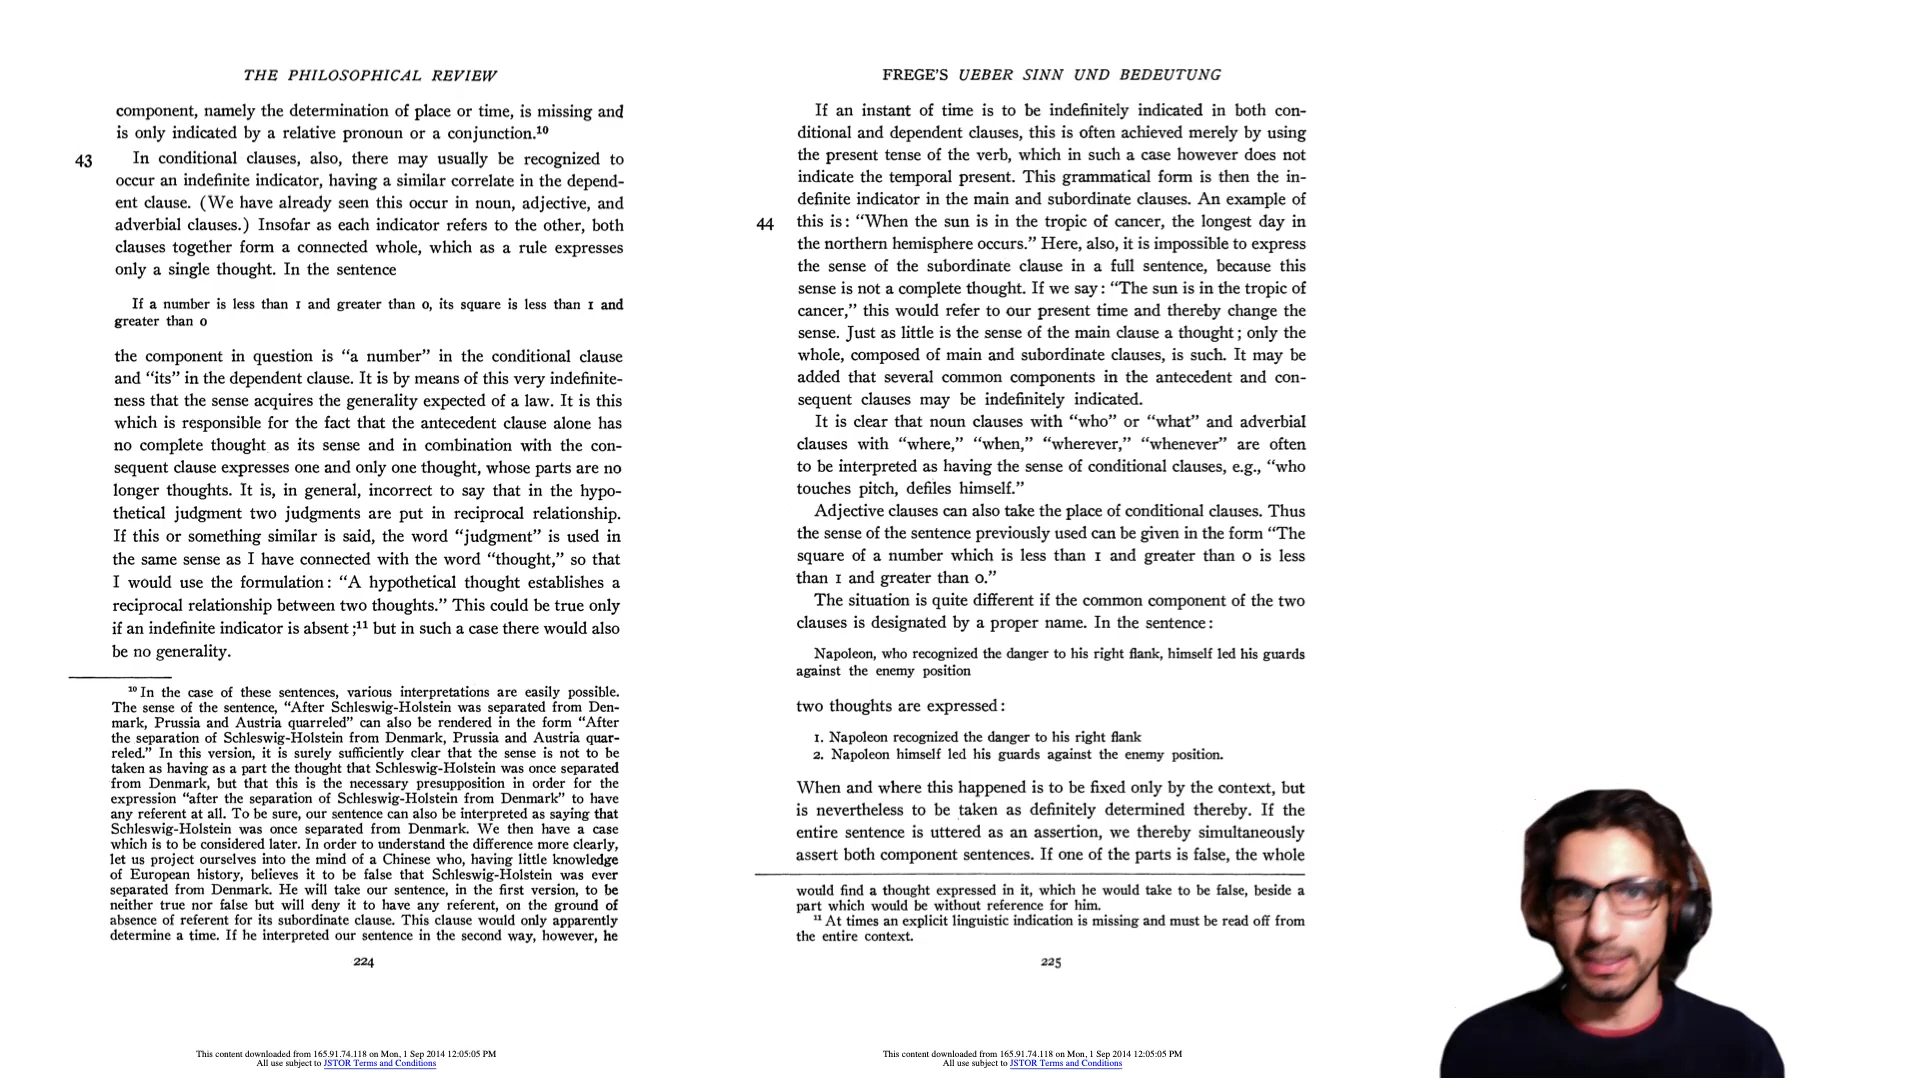 THE PHILOSOPHICAL REVIEW
component, namely the determination of place or time, is missing and
is only indicated by a relative pronoun or a conjunction.¹⁰
43
In conditional clauses, also, there may usually be recognized to
occur an indefinite indicator, having a similar correlate in the depend-
ent clause. (We have already seen this occur in noun, adjective, and
adverbial clauses.) Insofar as each indicator refers to the other, both
clauses together form a connected whole, which as a rule expresses
only a single thought. In the sentence
If a number is less than 1 and greater than 0, its square is less than 1 and
greater than 0
the component in question is “a number” in the conditional clause
and “its” in the dependent clause. It is by means of this very indefinite-
ness that the sense acquires the generality expected of a law. It is this
which is responsible for the fact that the antecedent clause alone has
no complete thought as its sense and in combination with the con-
sequent clause expresses one and only one thought, whose parts are no
longer thoughts. It is, in general, incorrect to say that in the hypo-
thetical judgment two judgments are put in reciprocal relationship.
If this or something similar is said, the word “judgment” is used in
the same sense as I have connected with the word “thought,” so that
I would use the formulation: “A hypothetical thought establishes a
reciprocal relationship between two thoughts.” This could be true only
if an indefinite indicator is absent;¹¹ but in such a case there would also
be no generality.
¹⁰ In the case of these sentences, various interpretations are easily possible.
The sense of the sentence, “After Schleswig-Holstein was separated from Den-
mark, Prussia and Austria quarreled” can also be rendered in the form “After
the separation of Schleswig-Holstein from Denmark, Prussia and Austria quar-
reled.” In this version, it is surely sufficiently clear that the sense is not to be
taken as having as a part the thought that Schleswig-Holstein was once separated
from Denmark, but that this is the necessary presupposition in order for the
expression “after the separation of Schleswig-Holstein from Denmark” to have
any referent at all. To be sure, our sentence can also be interpreted as saying that
Schleswig-Holstein was once separated from Denmark. We then have a case
which is to be considered later. In order to understand the difference more clearly,
let us project ourselves into the mind of a Chinese who, having little knowledge
of European history, believes it to be false that Schleswig-Holstein was ever
separated from Denmark. He will take our sentence, in the first version, to be
neither true nor false but will deny it to have any referent, on the ground of
absence of referent for its subordinate clause. This clause would only apparently
determine a time. If he interpreted our sentence in the second way, however, he
224
This content downloaded from 165.91.74.118 on Mon, 1 Sep 2014 12:05:05 PM
All use subject to JSTOR Terms and Conditions
FREGE'S UEBER SINN UND BEDEUTUNG
If an instant of time is to be indefinitely indicated in both con-
ditional and dependent clauses, this is often achieved merely by using
the present tense of the verb, which in such a case however does not
indicate the temporal present. This grammatical form is then the in-
definite indicator in the main and subordinate clauses. An example of
44
this is: “When the sun is in the tropic of cancer, the longest day in
the northern hemisphere occurs.” Here, also, it is impossible to express
the sense of the subordinate clause in a full sentence, because this
sense is not a complete thought. If we say: “The sun is in the tropic of
cancer,” this would refer to our present time and thereby change the
sense. Just as little is the sense of the main clause a thought; only the
whole, composed of main and subordinate clauses, is such. It may be
added that several common components in the antecedent and con-
sequent clauses may be indefinitely indicated.
It is clear that noun clauses with “who” or “what” and adverbial
clauses with “where,” “when,” “wherever,” “whenever” are often
to be interpreted as having the sense of conditional clauses, e.g., “who
touches pitch, defiles himself.”
Adjective clauses can also take the place of conditional clauses. Thus
the sense of the sentence previously used can be given in the form “The
square of a number which is less than 1 and greater than 0 is less
than 1 and greater than 0.”
The situation is quite different if the common component of the two
clauses is designated by a proper name. In the sentence:
Napoleon, who recognized the danger to his right flank, himself led his guards
against the enemy position
two thoughts are expressed:
1. Napoleon recognized the danger to his right flank
2. Napoleon himself led his guards against the enemy position.
When and where this happened is to be fixed only by the context, but
is nevertheless to be taken as definitely determined thereby. If the
entire sentence is uttered as an assertion, we thereby simultaneously
assert both component sentences. If one of the parts is false, the whole
would find a thought expressed in it, which he would take to be false, beside a
part which would be without reference for him.
¹¹ At times an explicit linguistic indication is missing and must be read off from
the entire context.
225
This content downloaded from 165.91.74.118 on Mon, 1 Sep 2014 12:05:05 PM
All use subject to JSTOR Terms and Conditions